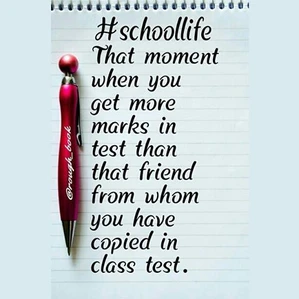 #schoollife
That moment
when you
get more
marks in
test than
that friend
from whom
you have
copied in
class test.
@rough_book